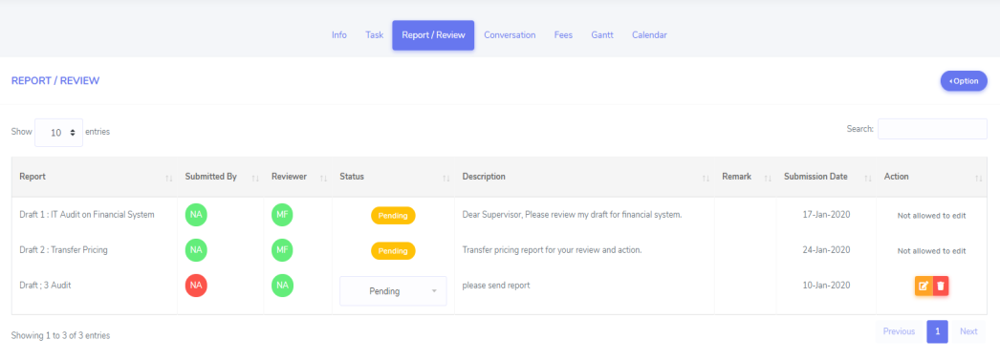 Info Task Report / Review Conversation Fees Gantt Calendar
REPORT / REVIEW
Option
Show 10 entries
Search:
Report Submitted By Reviewer Status Description Remark Submission Date Action
Draft 1 : IT Audit on Financial System NA MF Pending Dear Supervisor, Please review my draft for financial system. 17-Jan-2020 Not allowed to edit
Draft 2 : Transfer Pricing NA MF Pending Transfer pricing report for your review and action. 24-Jan-2020 Not allowed to edit
Draft ; 3 Audit NA NA Pending please send report 10-Jan-2020
Showing 1 to 3 of 3 entries
Previous 1 Next